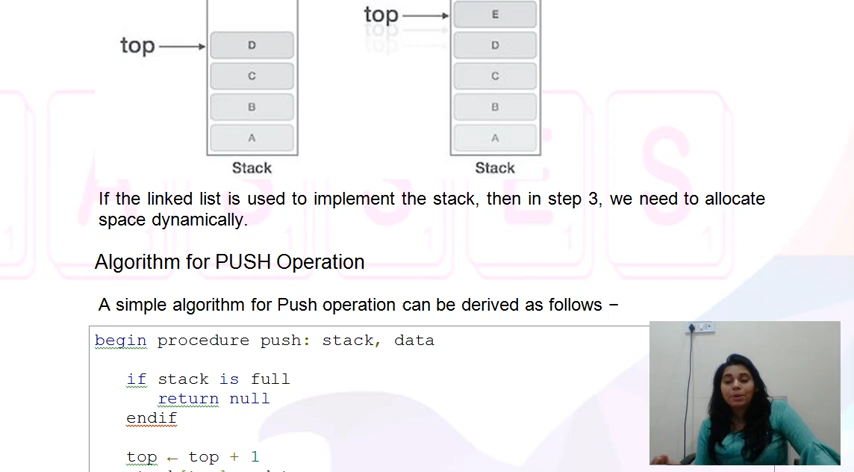 top
E
top
D
D
C
C
B
B
A
A
Stack
Stack
If the linked list is used to implement the stack, then in step 3, we need to allocate
space dynamically.
Algorithm for PUSH Operation
A simple algorithm for Push operation can be derived as follows –
begin procedure push: stack, data
if stack is full
return null
endif
top ← top + 1